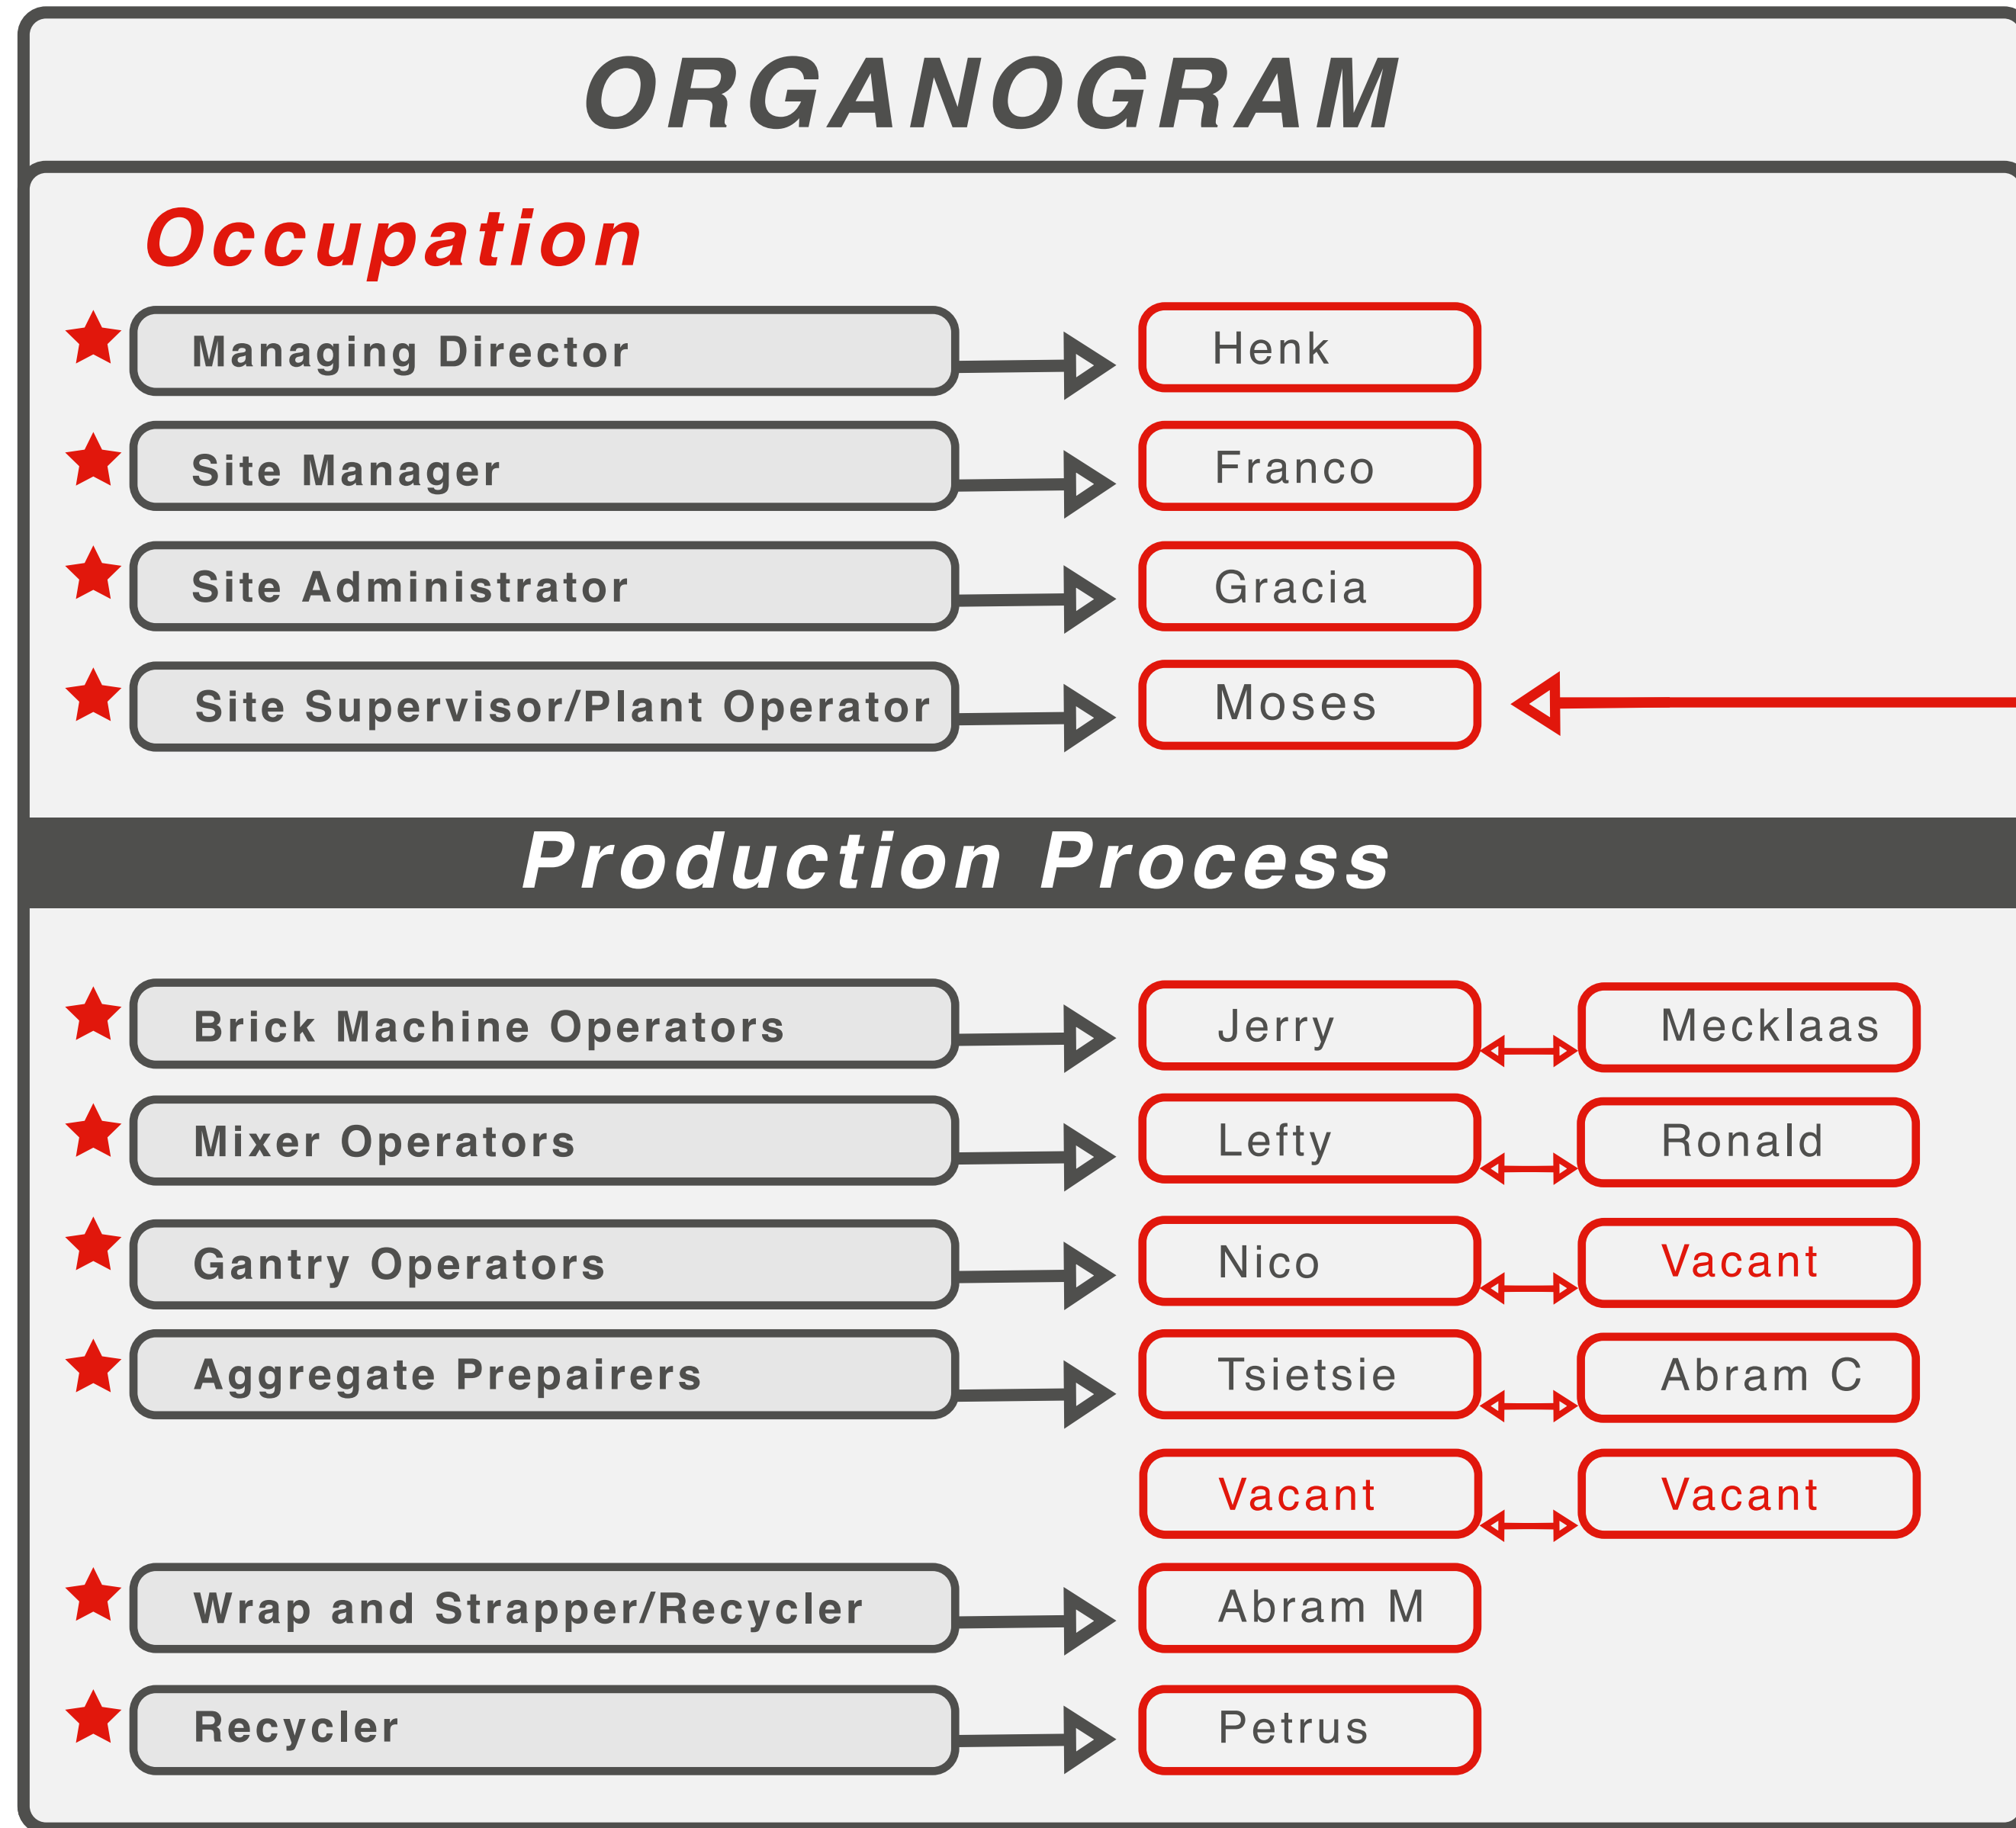 ORGANOGRAM
Occupation
Managing Director Henk
Site Manager Franco
Site Administrator Gracia
Site Supervisor/Plant Operator Moses
Production Process
Brick Machine Operators Jerry Mecklaas
Mixer Operators Lefty Ronald
Gantry Operators Nico Vacant
Aggregate Prepairers Tsietsie Abram C
Vacant Vacant
Wrap and Strapper/Recycler Abram M
Recycler Petrus